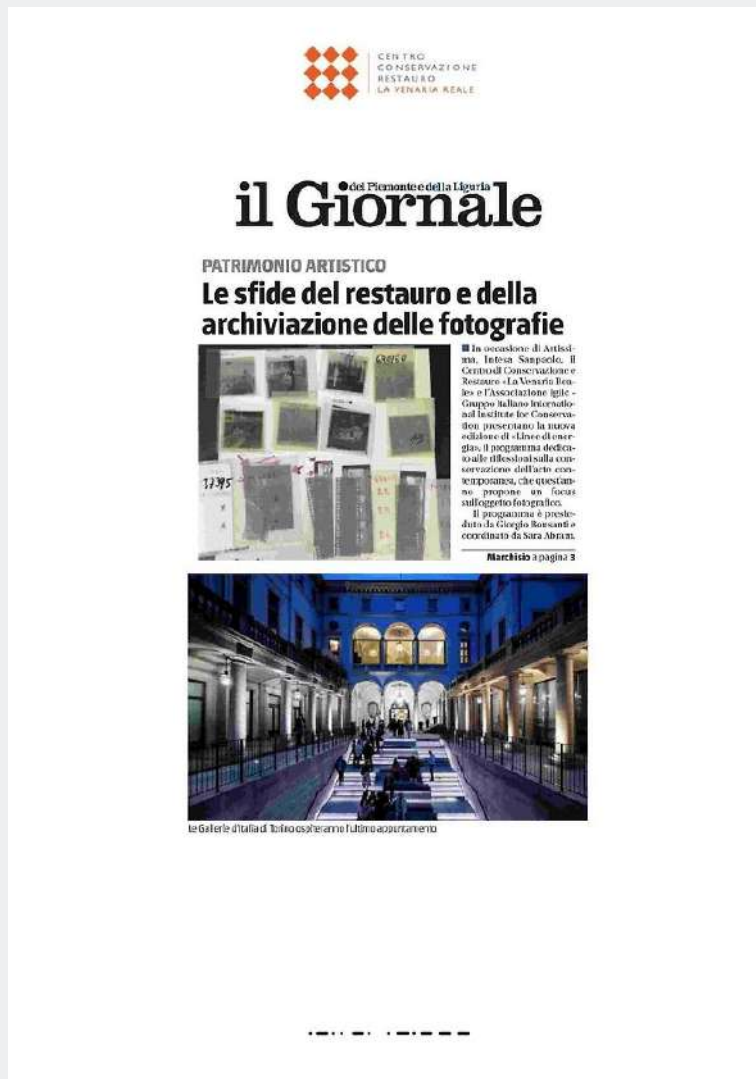 CENTRO
CONSERVAZIONE
RESTAURO
LA VENARIA REALE
del Piemonte e della Liguria
il Giornale
PATRIMONIO ARTISTICO
Le sfide del restauro e della
archiviazione delle fotografie
In occasione di Artissi-
ma, Intesa Sanpaolo, il
Centro di Conservazione e
Restauro «La Venaria Rea-
le» e l'Associazione Igiic -
Gruppo Italiano Internatio-
nal Institute for Conserva-
tion presentano la nuova
edizione di «Linee di ener-
gia», il programma dedica-
to alle riflessioni sulla con-
servazione dell'arte con-
temporanea, che quest'an-
no propone un focus
sull'oggetto fotografico.
Il programma è presie-
duto da Giorgio Bonsanti e
coordinato da Sara Abram.
Marchisio a pagina 3
Le Gallerie d'Italia di Torino ospiteranno l'ultimo appuntamento